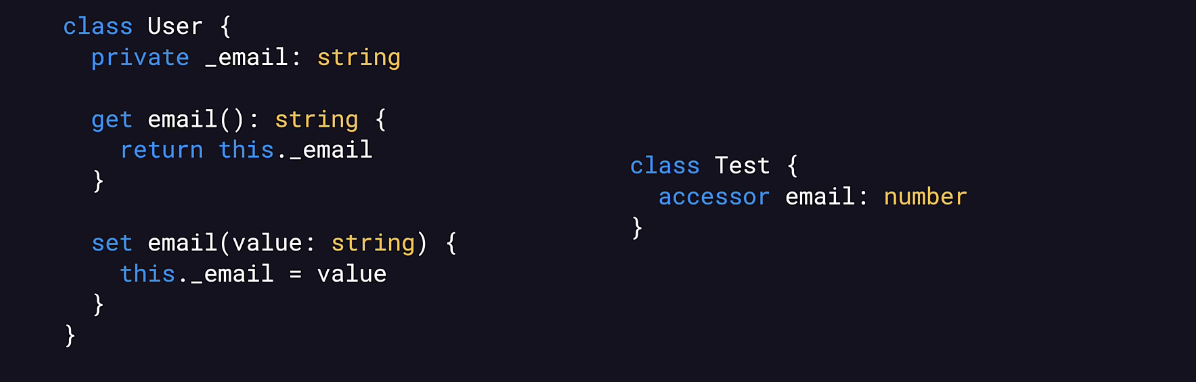 class User {
  private _email: string
  get email(): string {
    return this._email
  }
  set email(value: string) {
    this._email = value
  }
}
class Test {
  accessor email: number
}